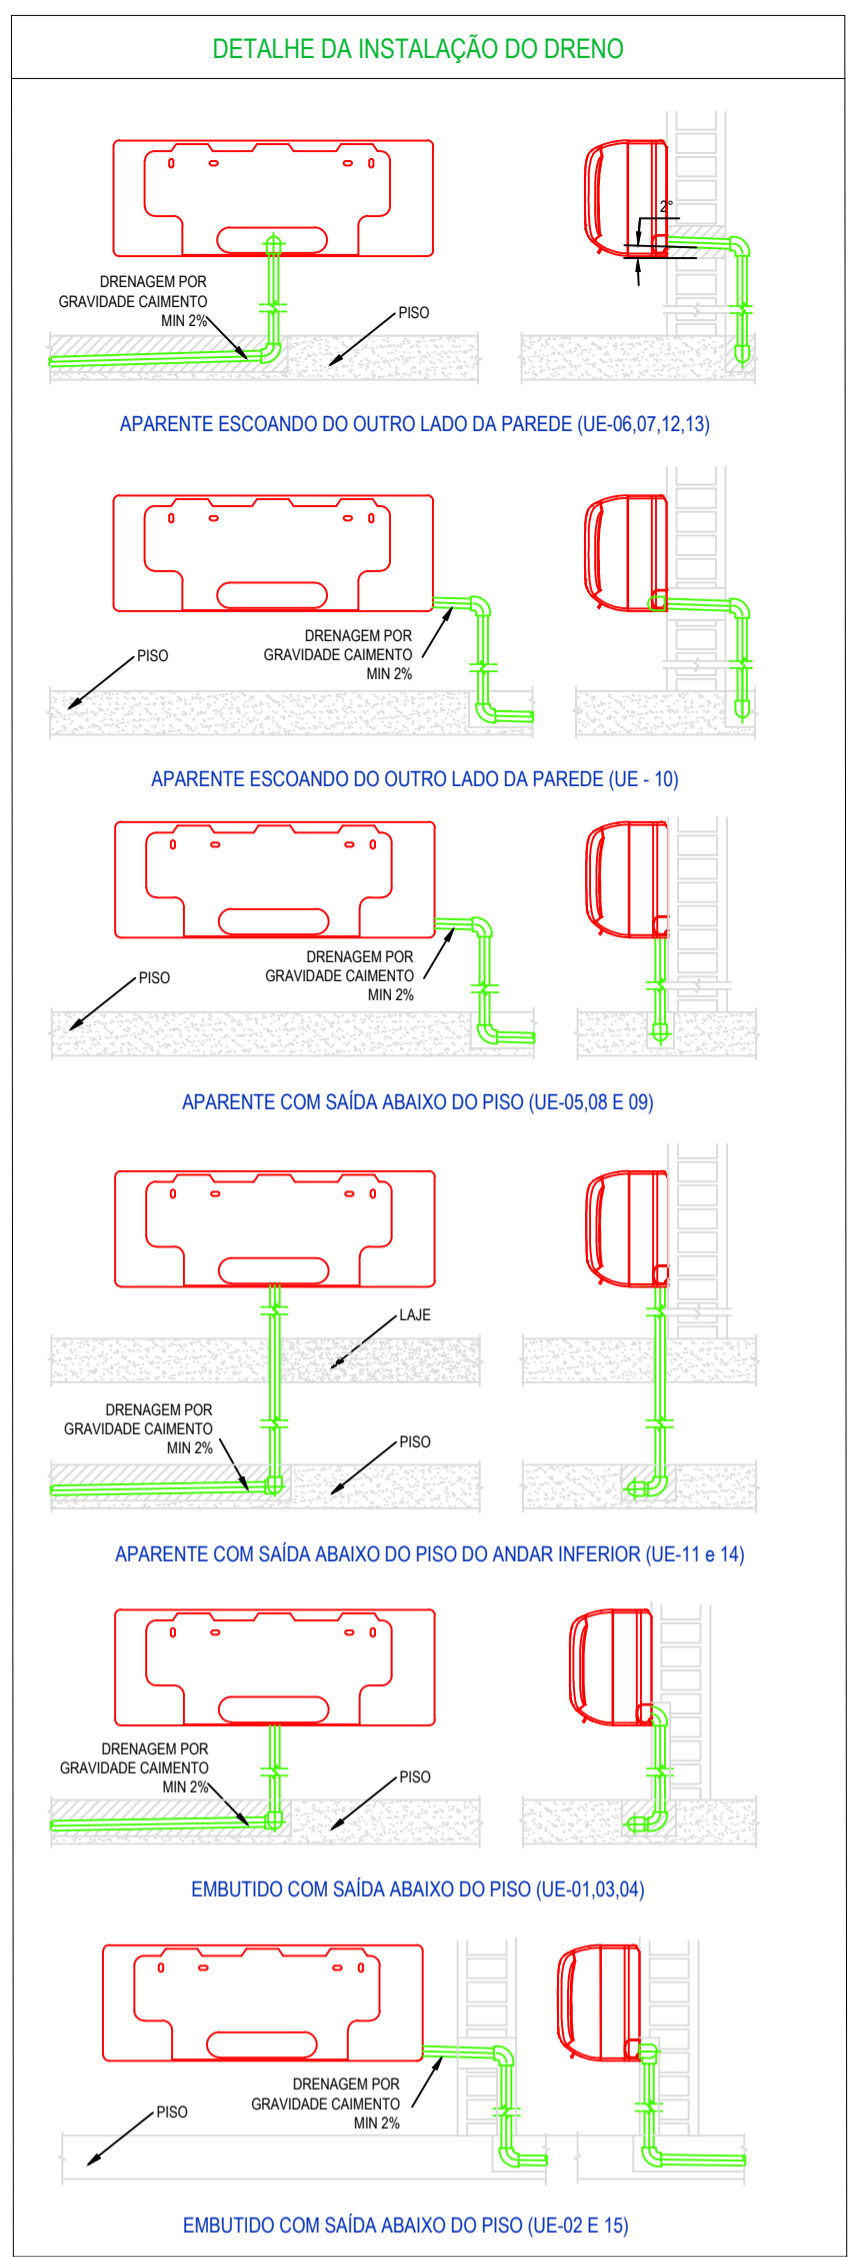 DETALHE DA INSTALAÇÃO DO DRENO
2°
DRENAGEM POR
GRAVIDADE CAIMENTO
MIN 2%
PISO
APARENTE ESCOANDO DO OUTRO LADO DA PAREDE (UE-06,07,12,13)
DRENAGEM POR
GRAVIDADE CAIMENTO
MIN 2%
PISO
APARENTE ESCOANDO DO OUTRO LADO DA PAREDE (UE - 10)
DRENAGEM POR
GRAVIDADE CAIMENTO
MIN 2%
PISO
APARENTE COM SAÍDA ABAIXO DO PISO (UE-05,08 E 09)
LAJE
DRENAGEM POR
GRAVIDADE CAIMENTO
MIN 2%
PISO
APARENTE COM SAÍDA ABAIXO DO PISO DO ANDAR INFERIOR (UE-11 e 14)
DRENAGEM POR
GRAVIDADE CAIMENTO
MIN 2%
PISO
EMBUTIDO COM SAÍDA ABAIXO DO PISO (UE-01,03,04)
DRENAGEM POR
GRAVIDADE CAIMENTO
MIN 2%
PISO
EMBUTIDO COM SAÍDA ABAIXO DO PISO (UE-02 E 15)